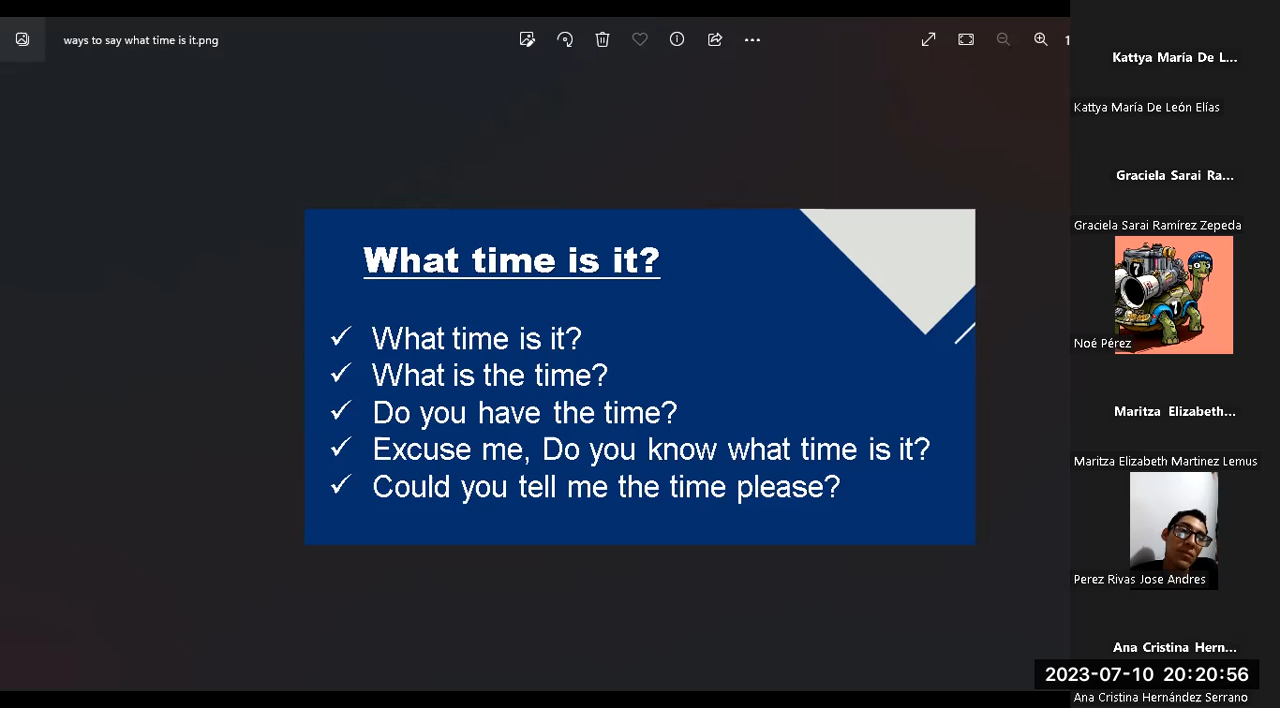 ways to say what time is it.png
What time is it?
What time is it?
What is the time?
Do you have the time?
Excuse me, Do you know what time is it?
Could you tell me the time please?
Kattya María De L...
Kattya María De León Elías
Graciela Sarai Ra...
Graciela Sarai Ramírez Zepeda
7
7
Noé Pérez
Maritza Elizabeth...
Maritza Elizabeth Martinez Lemus
Perez Rivas Jose Andres
Ana Cristina Hern...
2023-07-10 20:20:56
Ana Cristina Hernández Serrano